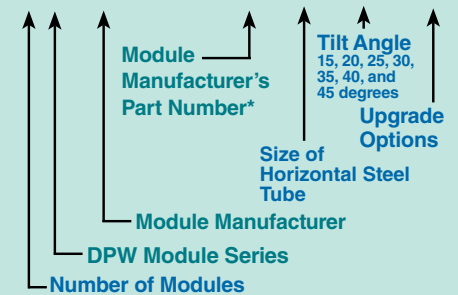 Module
Manufacturer's
Part Number*
Tilt Angle
15, 20, 25, 30,
35, 40, and
45 degrees
Upgrade
Options
Size of
Horizontal Steel
Tube
Module Manufacturer
DPW Module Series
Number of Modules